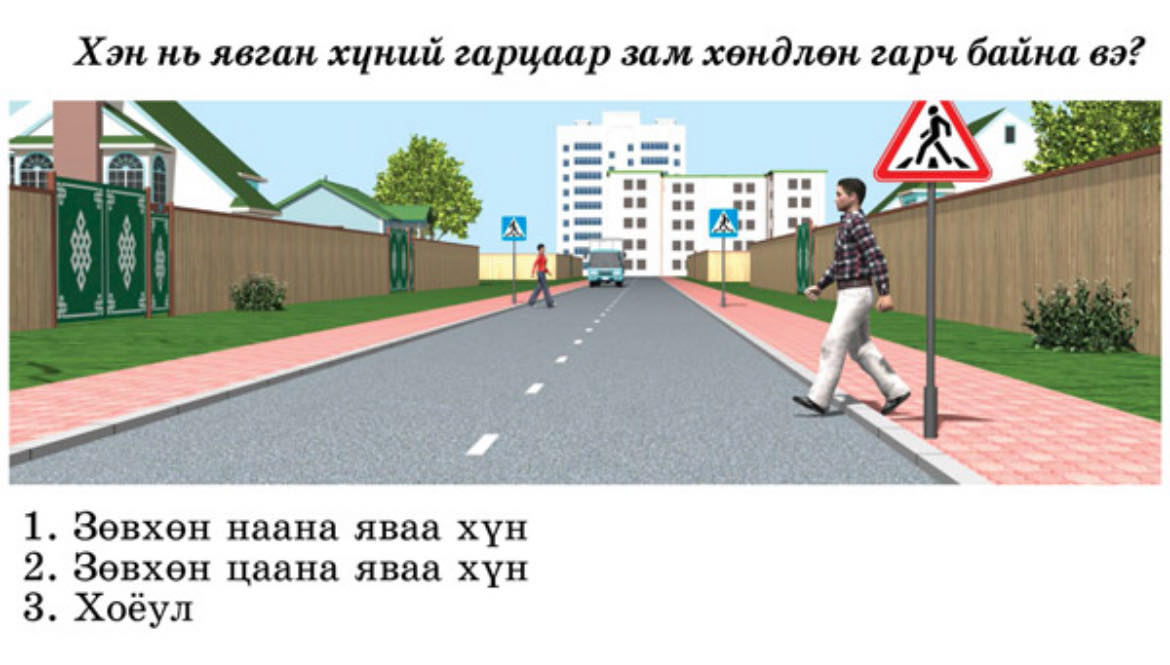 Хэн нь явган хүний гарцаар зам хөндлөн гарч байна вэ?
1. Зөвхөн наана яваа хүн
2. Зөвхөн цаана яваа хүн
3. Хоёул